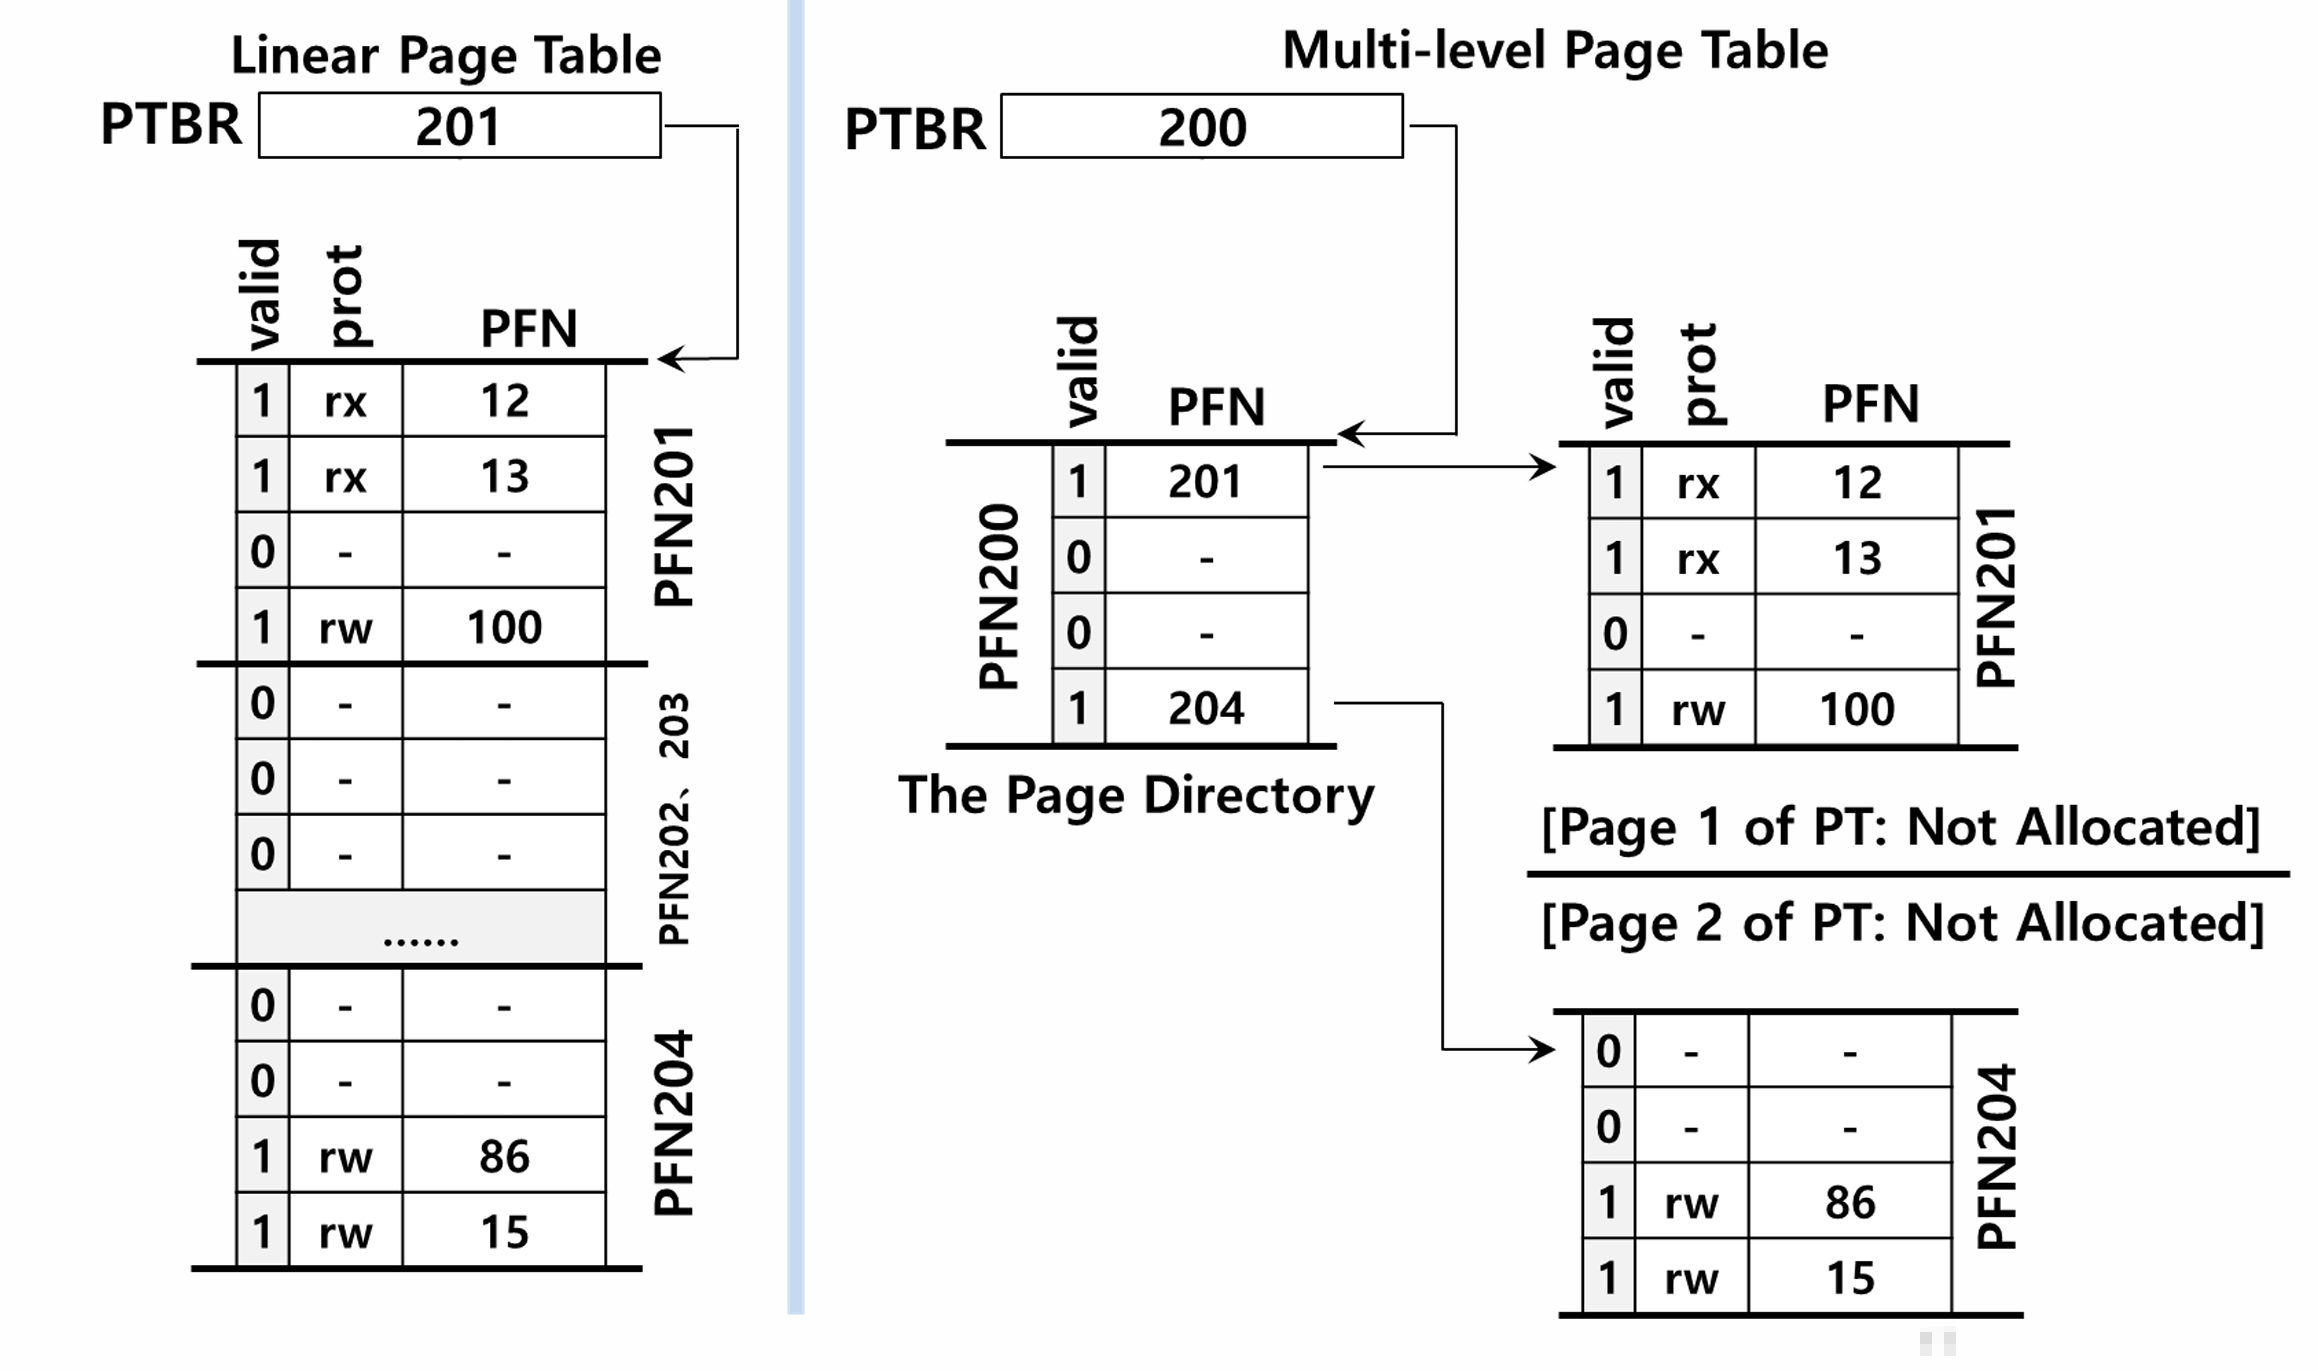 Linear Page Table
PTBR 201
valid prot PFN
1 rx 12
1 rx 13
0 - -
1 rw 100
PFN201
0 - -
0 - -
0 - -
......
PFN202、203
0 - -
0 - -
1 rw 86
1 rw 15
PFN204
Multi-level Page Table
PTBR 200
valid PFN
PFN200
1 201
0 -
0 -
1 204
The Page Directory
valid prot PFN
1 rx 12
1 rx 13
0 - -
1 rw 100
PFN201
[Page 1 of PT: Not Allocated]
[Page 2 of PT: Not Allocated]
0 - -
0 - -
1 rw 86
1 rw 15
PFN204